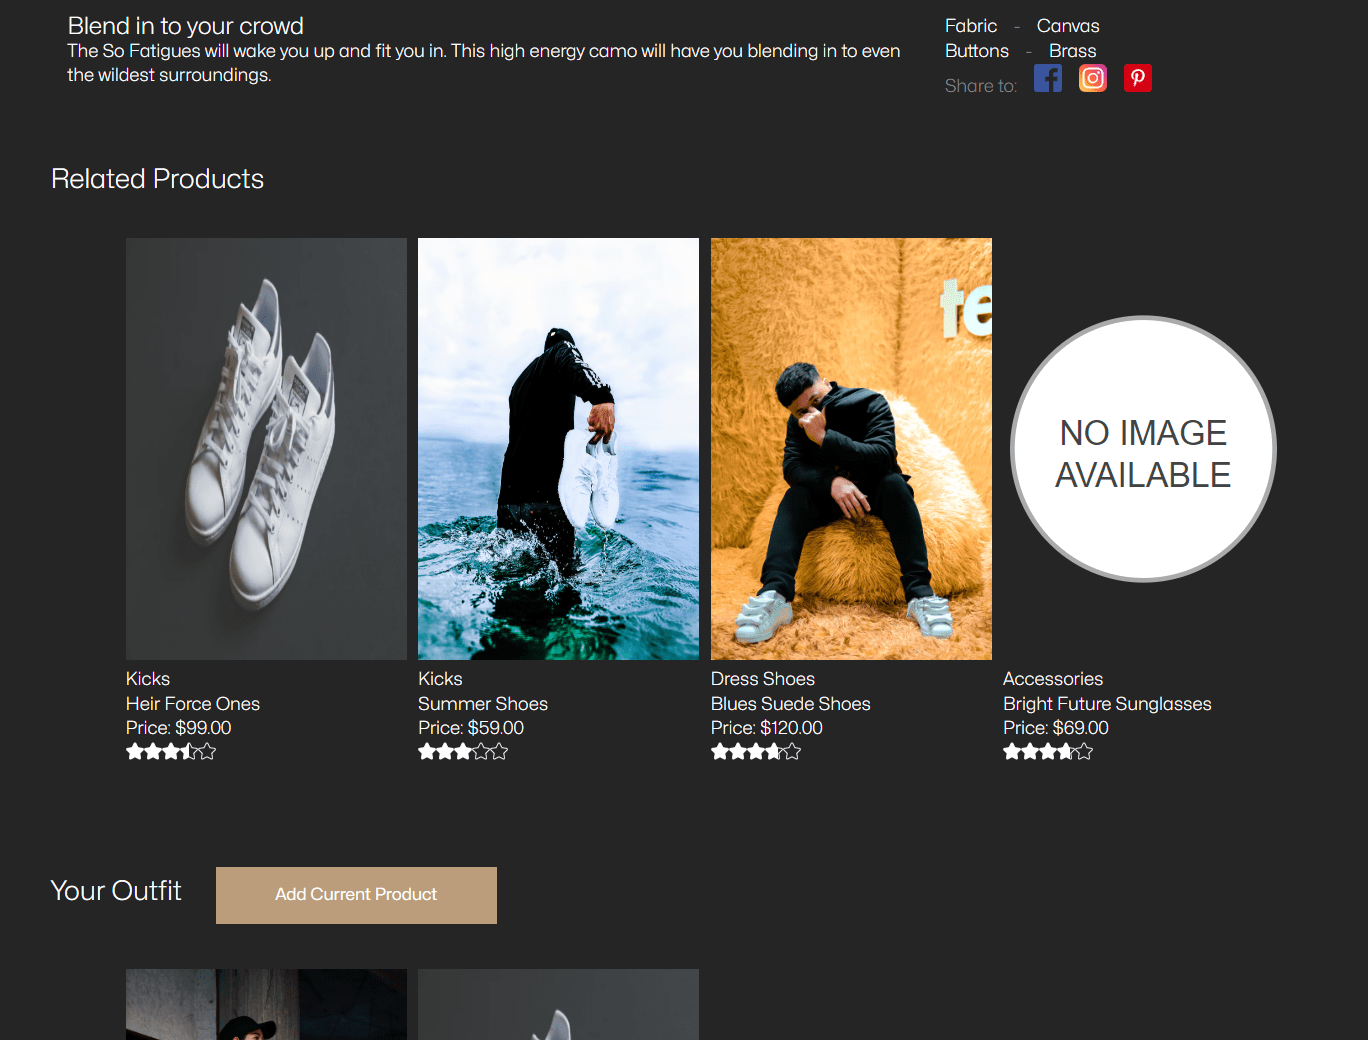 Blend in to your crowd
The So Fatigues will wake you up and fit you in. This high energy camo will have you blending in to even
the wildest surroundings.
Fabric - Canvas
Buttons - Brass
Share to:
Related Products
te
NO IMAGE
AVAILABLE
Kicks
Heir Force Ones
Price: $99.00
Kicks
Summer Shoes
Price: $59.00
Dress Shoes
Blues Suede Shoes
Price: $120.00
Accessories
Bright Future Sunglasses
Price: $69.00
Your Outfit
Add Current Product